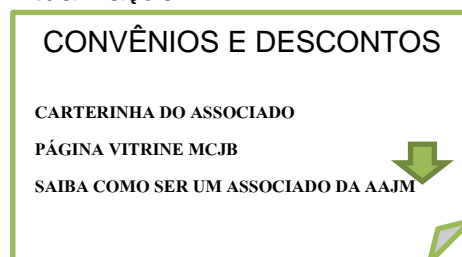 CONVÊNIOS E DESCONTOS
CARTERINHA DO ASSOCIADO
PÁGINA VITRINE MCJB
SAIBA COMO SER UM ASSOCIADO DA AAJM